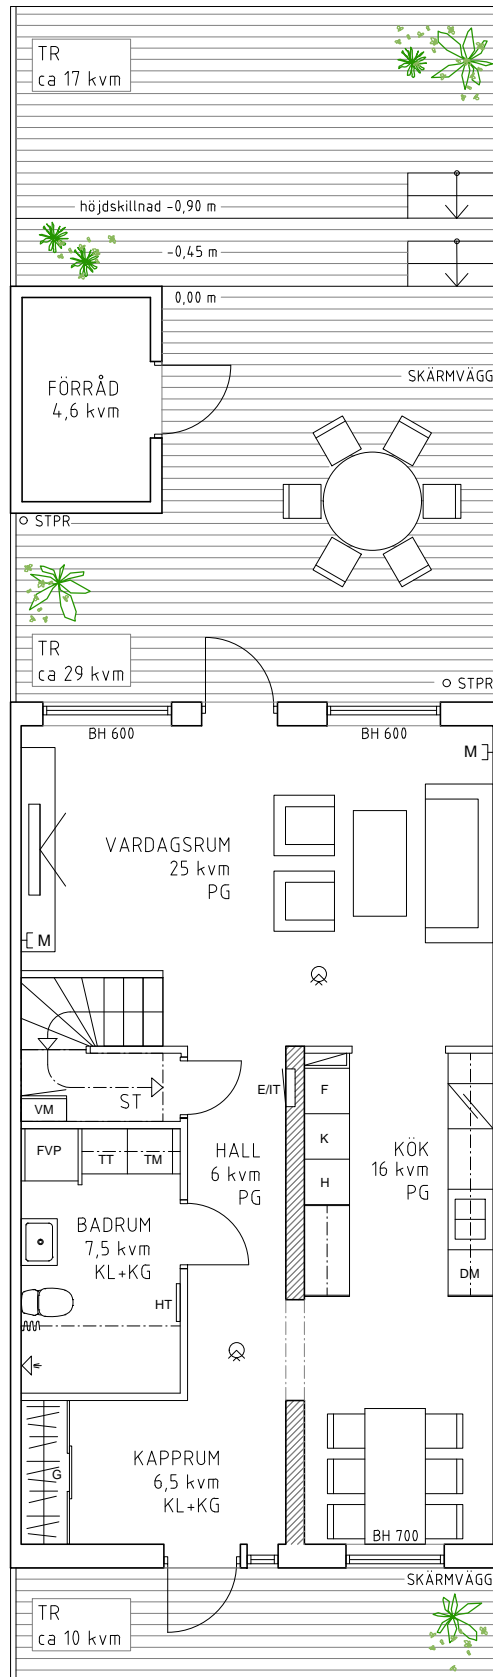 TR
ca 17 kvm
höjdskillnad -0,90 m
-0,45 m
0,00 m
SKÄRMVÄGG
FÖRRÅD
4,6 kvm
STPR
TR
ca 29 kvm
STPR
BH 600
BH 600
M
VARDAGSRUM
25 kvm
PG
M
E/IT
F
ST
VM
K
HALL
6 kvm
PG
KÖK
16 kvm
PG
FVP
TT
TM
H
BADRUM
7,5 kvm
KL+KG
DM
HT
KAPPRUM
6,5 kvm
KL+KG
G
BH 700
SKÄRMVÄGG
TR
ca 10 kvm